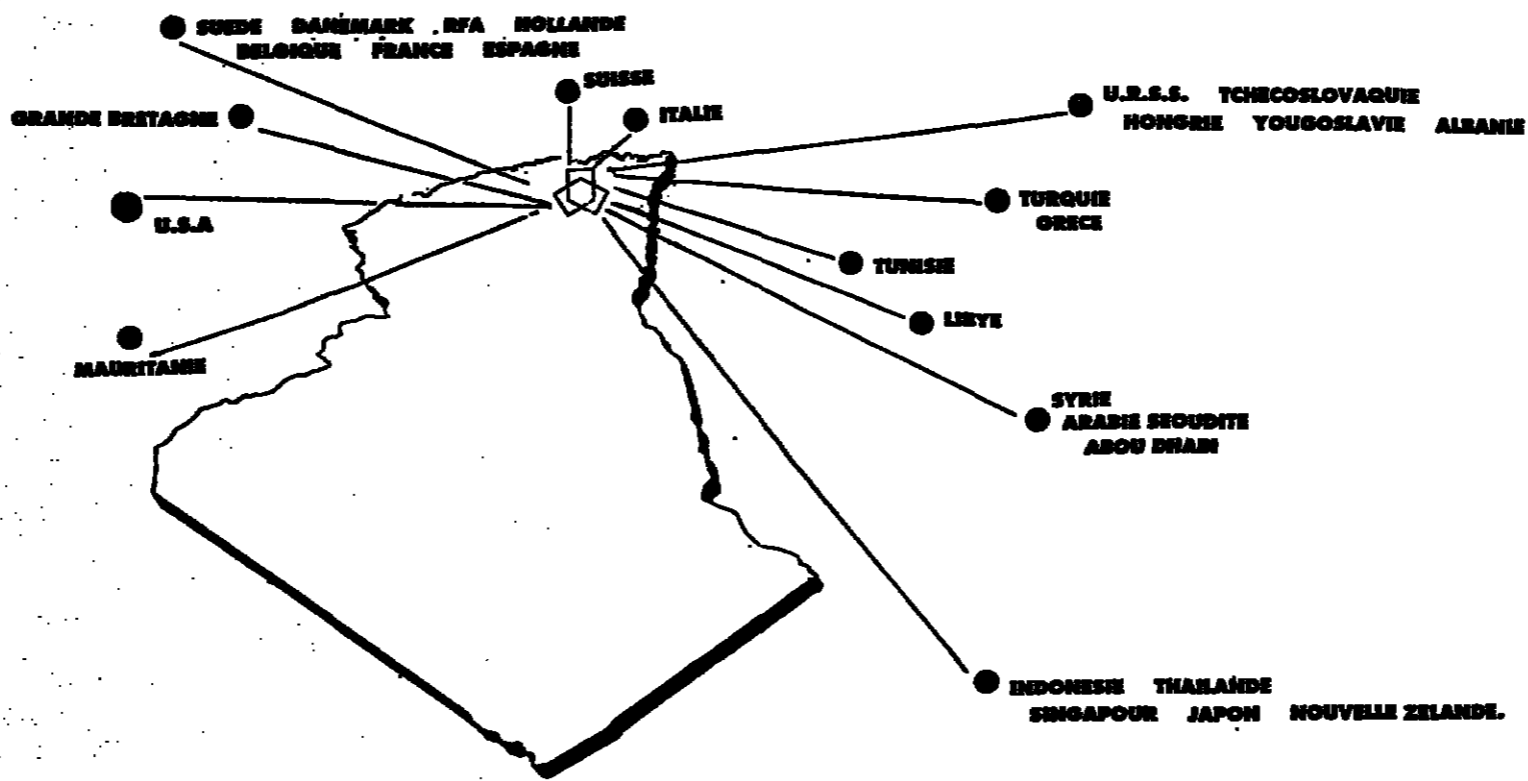 SUEDE DANEMARK RFA HOLLANDE
BELGIQUE FRANCE ESPAGNE
SUISSE
ITALIE
GRANDE BRETAGNE
U.R.S.S. TCHECOSLOVAQUIE
HONGRIE YOUGOSLAVIE ALBANIE
U.S.A
TURQUIE
GRECE
TUNISIE
LIBYE
MAURITANIE
SYRIE
ARABIE SEOUDITE
ABOU DHABI
INDONESIE THAILANDE
SINGAPOUR JAPON NOUVELLE ZELANDE.